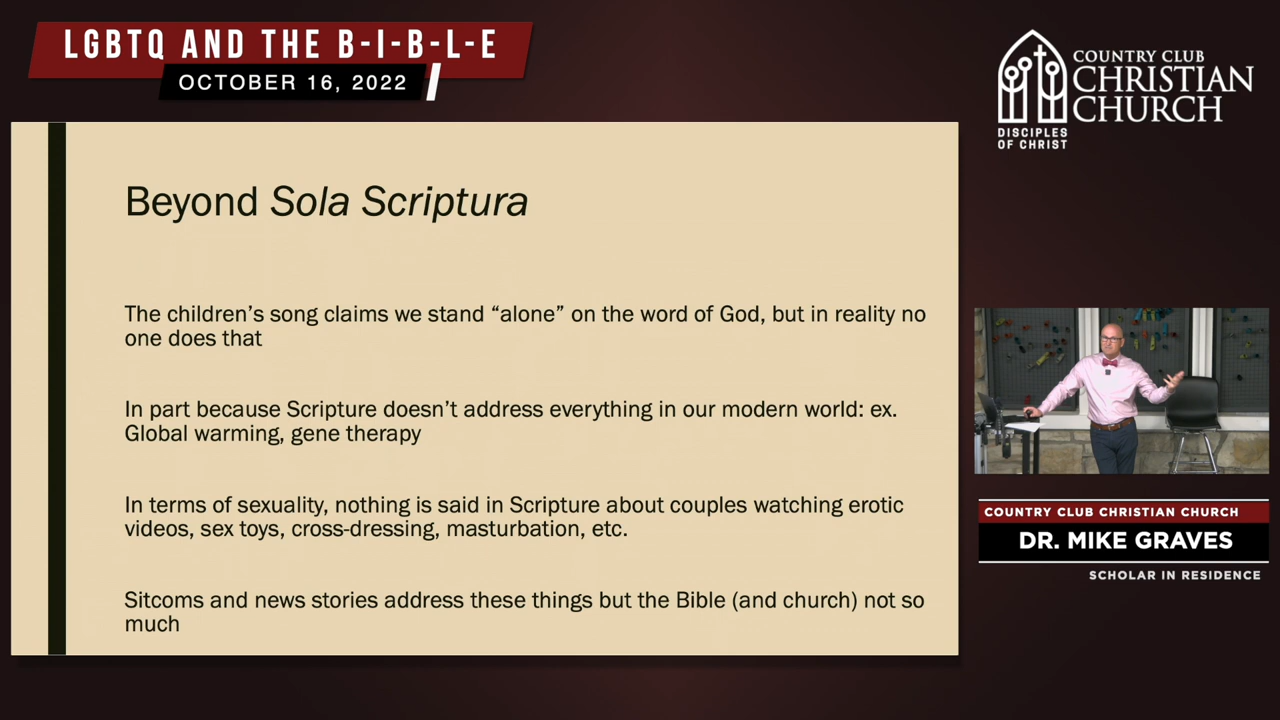 LGBTQ AND THE B-I-B-L-E
OCTOBER 16, 2022
COUNTRY CLUB
CHRISTIAN
CHURCH
DISCIPLES
OF CHRIST
Beyond Sola Scriptura
The children’s song claims we stand “alone” on the word of God, but in reality no
one does that
In part because Scripture doesn’t address everything in our modern world: ex.
Global warming, gene therapy
In terms of sexuality, nothing is said in Scripture about couples watching erotic
videos, sex toys, cross-dressing, masturbation, etc.
Sitcoms and news stories address these things but the Bible (and church) not so
much
COUNTRY CLUB CHRISTIAN CHURCH
DR. MIKE GRAVES
SCHOLAR IN RESIDENCE